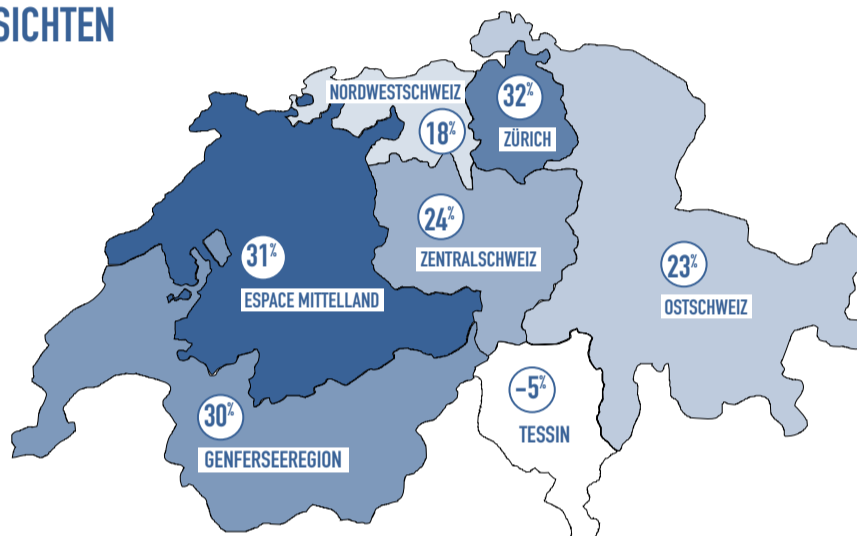 SICHTEN
NORDWESTSCHWEIZ
18%
32%
ZÜRICH
24%
ZENTRALSCHWEIZ
31%
ESPACE MITTELLAND
23%
OSTSCHWEIZ
30%
GENFERSEEREGION
–5%
TESSIN